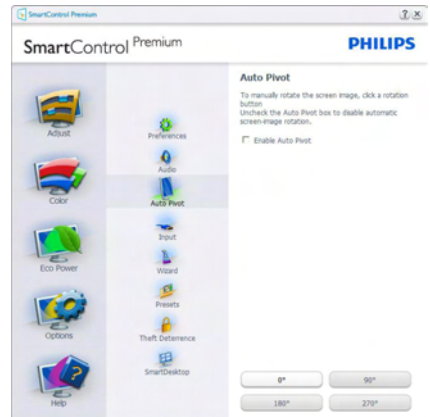 SmartControl Premium
SmartControl Premium
PHILIPS
Adjust
Color
Eco Power
Options
Help
Preferences
Audio
Auto Pivot
Input
Wizard
Presets
Theft Deterrence
SmartDesktop
Auto Pivot
To manually rotate the screen image, click a rotation
button
Uncheck the Auto Pivot box to disable automatic
screen-image rotation.
Enable Auto Pivot
0°
90°
180°
270°